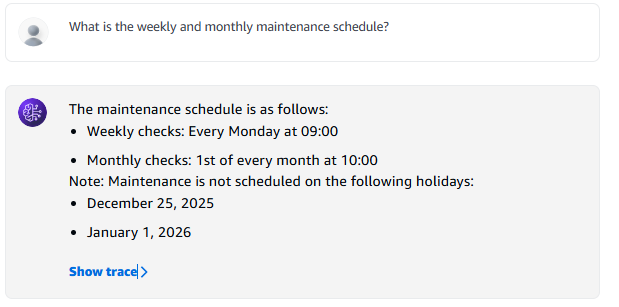 What is the weekly and monthly maintenance schedule?
The maintenance schedule is as follows:
• Weekly checks: Every Monday at 09:00
• Monthly checks: 1st of every month at 10:00
Note: Maintenance is not scheduled on the following holidays:
• December 25, 2025
• January 1, 2026
Show trace